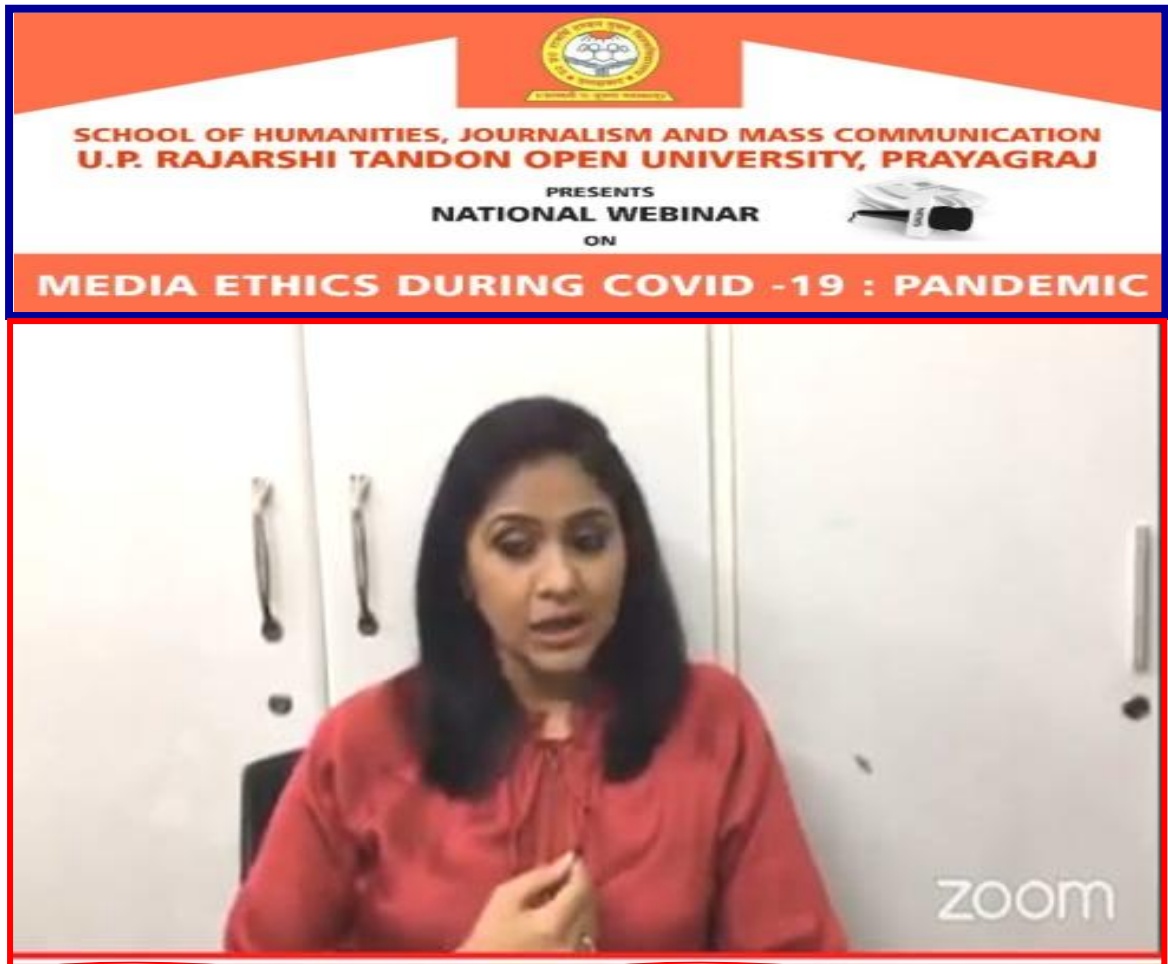 SCHOOL OF HUMANITIES, JOURNALISM AND MASS COMMUNICATION
U.P. RAJARSHI TANDON OPEN UNIVERSITY, PRAYAGRAJ
PRESENTS
NATIONAL WEBINAR
ON
NEWS
MEDIA ETHICS DURING COVID -19 : PANDEMIC
zoom